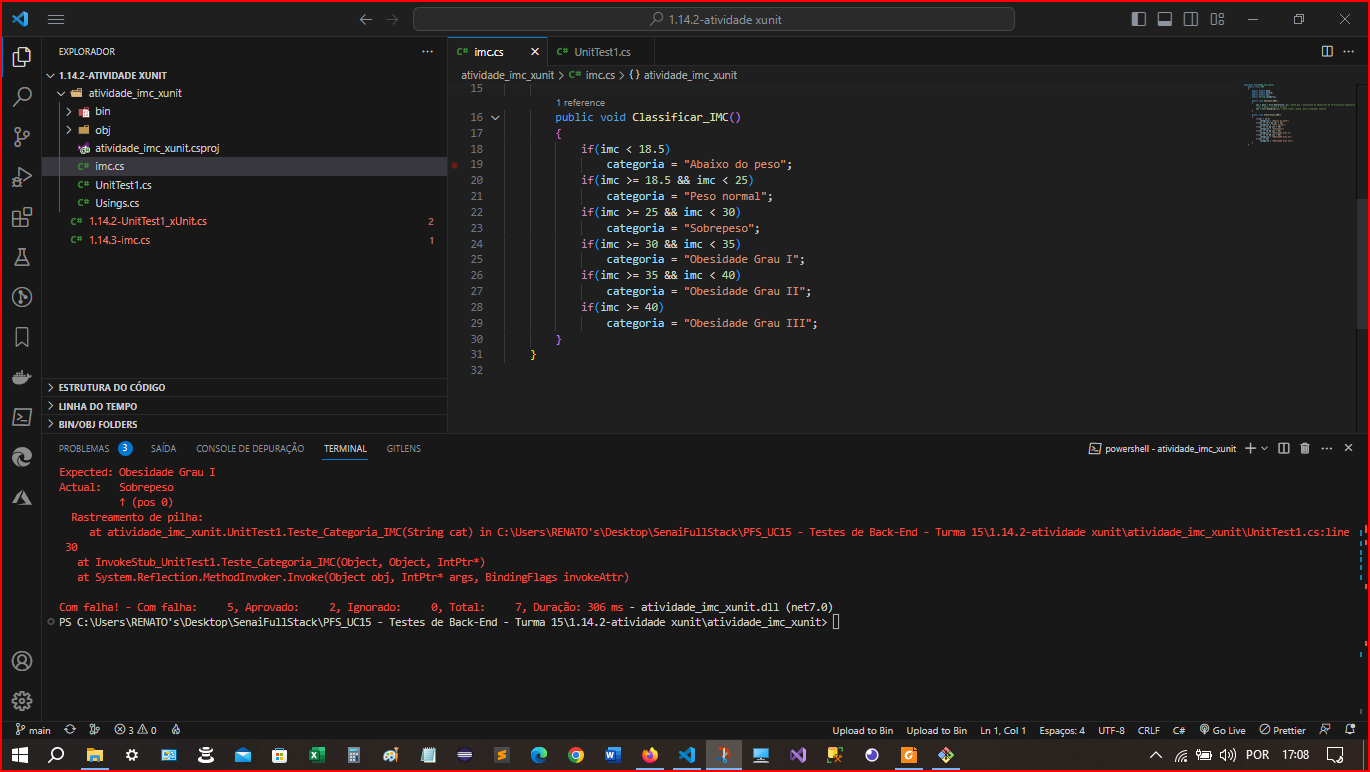 1.14.2-atividade xunit
EXPLORADOR
1.14.2-ATIVIDADE XUNIT
atividade_imc_xunit
bin
obj
atividade_imc_xunit.csproj
C# imc.cs
C# UnitTest1.cs
C# Usings.cs
C# 1.14.2-UnitTest1_xUnit.cs 2
C# 1.14.3-imc.cs 1
ESTRUTURA DO CÓDIGO
LINHA DO TEMPO
BIN/OBJ FOLDERS
C# imc.cs
C# UnitTest1.cs
atividade_imc_xunit > C# imc.cs > {} atividade_imc_xunit
15
1 reference
16 public void Classificar_IMC()
17 {
18 if(imc < 18.5)
19 categoria = "Abaixo do peso";
20 if(imc >= 18.5 && imc < 25)
21 categoria = "Peso normal";
22 if(imc >= 25 && imc < 30)
23 categoria = "Sobrepeso";
24 if(imc >= 30 && imc < 35)
25 categoria = "Obesidade Grau I";
26 if(imc >= 35 && imc < 40)
27 categoria = "Obesidade Grau II";
28 if(imc >= 40)
29 categoria = "Obesidade Grau III";
30 }
31 }
32
PROBLEMAS 3 SAÍDA CONSOLE DE DEPURAÇÃO TERMINAL GITLENS
powershell - atividade_imc_xunit
Expected: Obesidade Grau I
Actual: Sobrepeso
↑ (pos 0)
Rastreamento de pilha:
at atividade_imc_xunit.UnitTest1.Teste_Categoria_IMC(String cat) in C:\Users\RENATO's\Desktop\SenaiFullStack\PFS_UC15 - Testes de Back-End - Turma 15\1.14.2-atividade xunit\atividade_imc_xunit\UnitTest1.cs:line
30
at InvokeStub_UnitTest1.Teste_Categoria_IMC(Object, Object, IntPtr*)
at System.Reflection.MethodInvoker.Invoke(Object obj, IntPtr* args, BindingFlags invokeAttr)
Com falha! - Com falha: 5, Aprovado: 2, Ignorado: 0, Total: 7, Duração: 306 ms - atividade_imc_xunit.dll (net7.0)
PS C:\Users\RENATO's\Desktop\SenaiFullStack\PFS_UC15 - Testes de Back-End - Turma 15\1.14.2-atividade xunit\atividade_imc_xunit>
main 3 0 Upload to Bin Upload to Bin Ln 1, Col 1 Espaços: 4 UTF-8 CRLF C# Go Live Prettier
POR 17:08